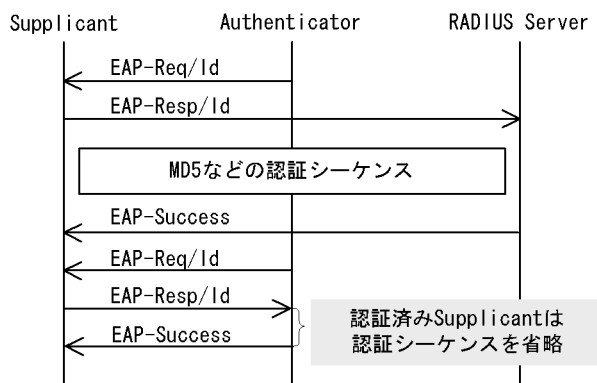 Supplicant Authenticator RADIUS Server
EAP-Req/Id
EAP-Resp/Id
MD5などの認証シーケンス
EAP-Success
EAP-Req/Id
EAP-Resp/Id
EAP-Success
認証済みSupplicantは
認証シーケンスを省略